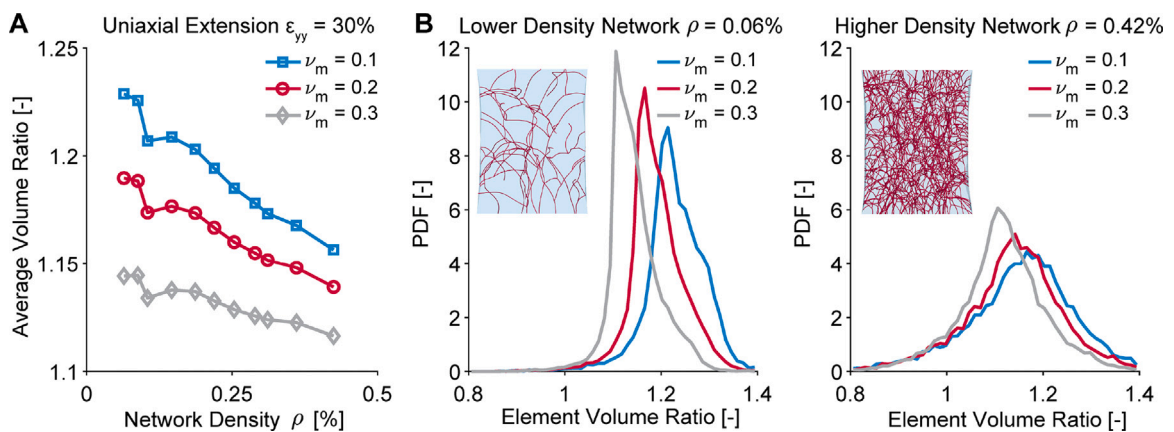 A
Uniaxial Extension ε_yy = 30%
1.25
1.2
1.15
1.1
Average Volume Ratio [-]
ν_m = 0.1
ν_m = 0.2
ν_m = 0.3
0
0.25
0.5
Network Density ρ [%]
B
Lower Density Network ρ = 0.06%
12
10
8
6
4
2
0
PDF [-]
ν_m = 0.1
ν_m = 0.2
ν_m = 0.3
1
1.2
1.4
Element Volume Ratio [-]
Higher Density Network ρ = 0.42%
12
10
8
6
4
2
0
PDF [-]
ν_m = 0.1
ν_m = 0.2
ν_m = 0.3
0.8
1
1.2
1.4
Element Volume Ratio [-]